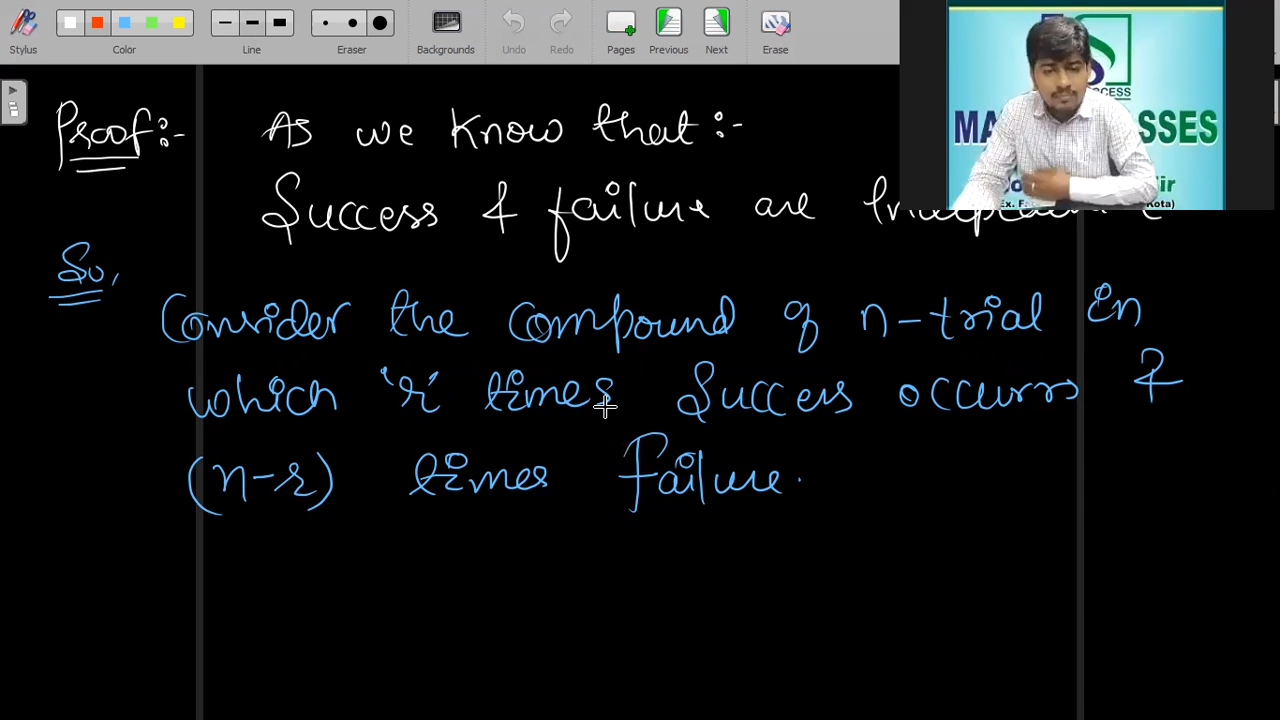 Stylus
Color
Line
Eraser
Backgrounds
Undo
Redo
Pages
Previous
Next
Erase
Proof:-
As we know that :-
Success & failure are
So,
Consider the compound of n-trial in
which 'r' times Success occurrs &
(n-r) times failure.